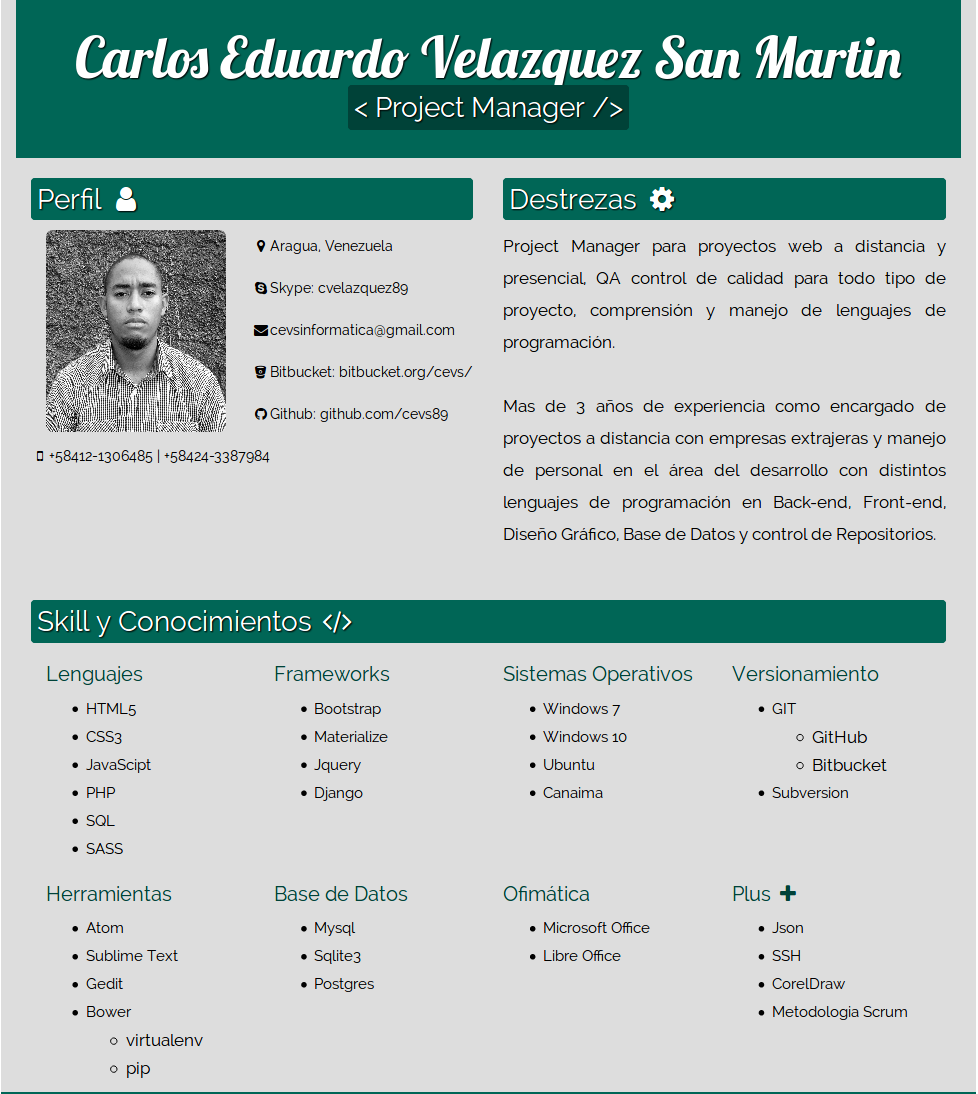 Carlos Eduardo Velazquez San Martin
< Project Manager />
Perfil
Aragua, Venezuela
Skype: cvelazquez89
cevsinformatica@gmail.com
Bitbucket: bitbucket.org/cevs/
Github: github.com/cevs89
+58412-1306485 | +58424-3387984
Destrezas
Project Manager para proyectos web a distancia y
presencial, QA control de calidad para todo tipo de
proyecto, comprensión y manejo de lenguajes de
programación.
Mas de 3 años de experiencia como encargado de
proyectos a distancia con empresas extrajeras y manejo
de personal en el área del desarrollo con distintos
lenguajes de programación en Back-end, Front-end,
Diseño Gráfico, Base de Datos y control de Repositorios.
Skill y Conocimientos </>
Lenguajes
HTML5
CSS3
JavaScipt
PHP
SQL
SASS
Frameworks
Bootstrap
Materialize
Jquery
Django
Sistemas Operativos
Windows 7
Windows 10
Ubuntu
Canaima
Versionamiento
GIT
GitHub
Bitbucket
Subversion
Herramientas
Atom
Sublime Text
Gedit
Bower
virtualenv
pip
Base de Datos
Mysql
Sqlite3
Postgres
Ofimática
Microsoft Office
Libre Office
Plus
Json
SSH
CorelDraw
Metodologia Scrum